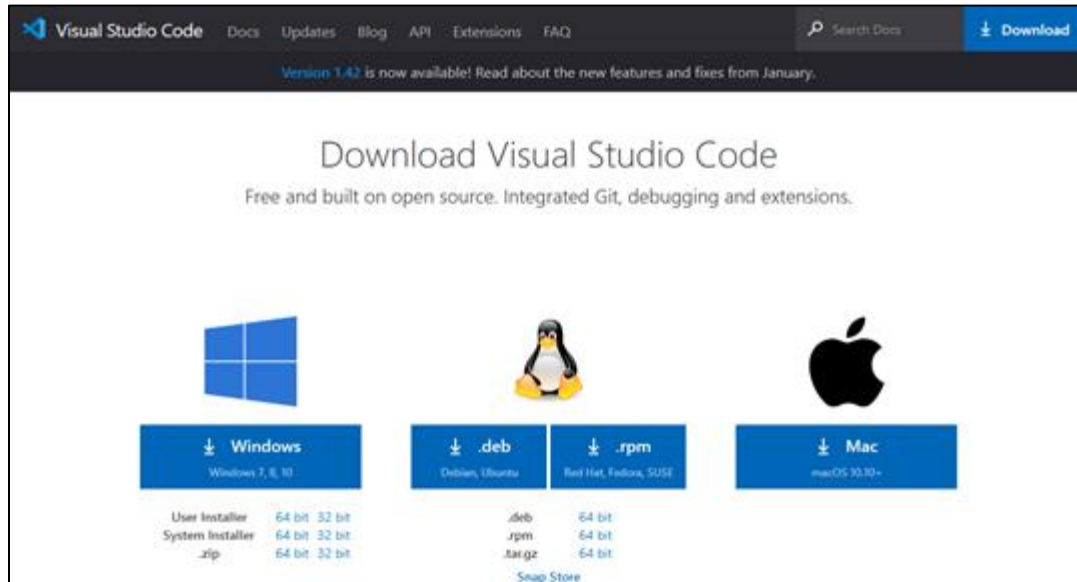 Visual Studio Code Docs Updates Blog API Extensions FAQ Search Docs Download
Version 1.42 is now available! Read about the new features and fixes from January.
Download Visual Studio Code
Free and built on open source. Integrated Git, debugging and extensions.
Windows
Windows 7, 8, 10
.deb
Debian, Ubuntu
.rpm
Red Hat, Fedora, SUSE
Mac
macOS 10.10+
User Installer 64 bit 32 bit
System Installer 64 bit 32 bit
.zip 64 bit 32 bit
.deb 64 bit
.rpm 64 bit
.tar.gz 64 bit
Snap Store